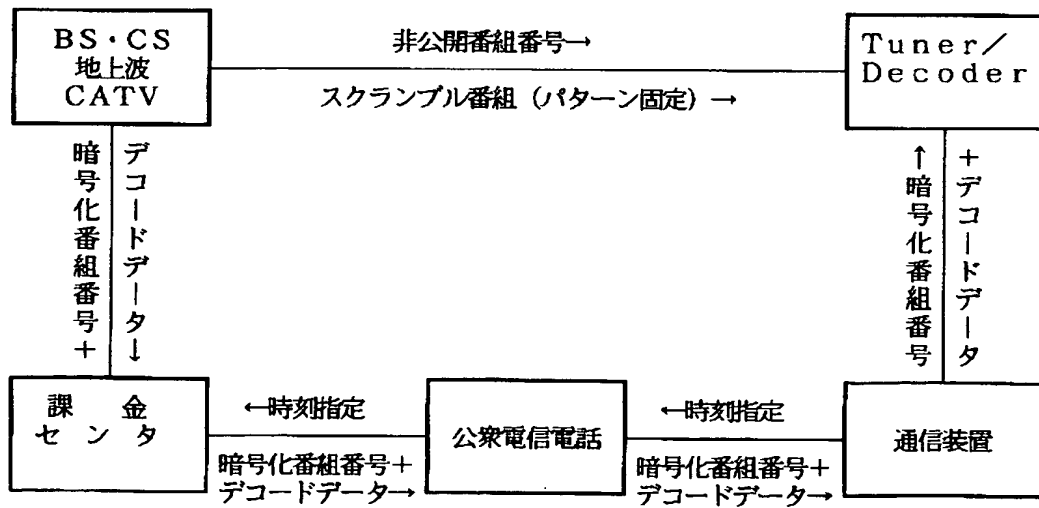 BS・CS
地上波
CATV
非公開番組番号→
スクランブル番組（パターン固定）→
Tuner／
Decoder
暗号化番組番号＋
デコードデータ↓
↑暗号化番組番号
＋デコードデータ
課　金
センタ
←時刻指定
暗号化番組番号＋
デコードデータ→
公衆電信電話
←時刻指定
暗号化番組番号＋
デコードデータ→
通信装置